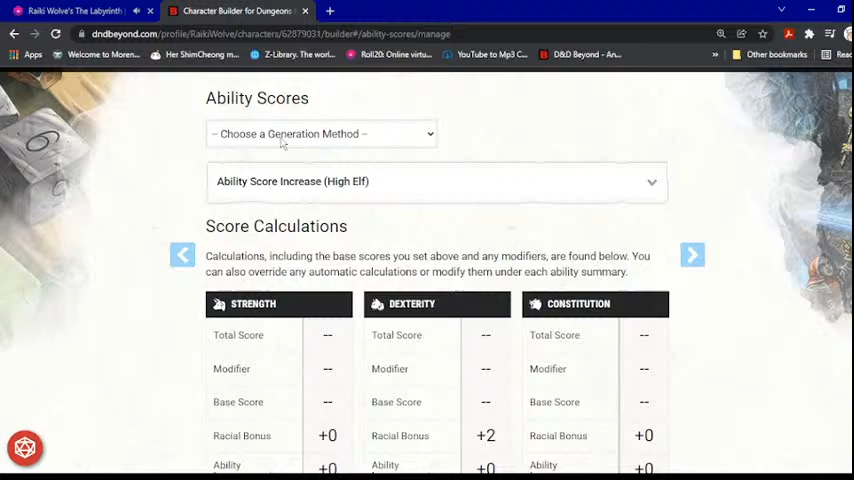 Raiki Wolve's The Labyrinth
Character Builder for Dungeons
dndbeyond.com/profile/RaikiWolve/characters/62879031/builder#/ability-scores/manage
Apps
Welcome to Moren...
Her ShimCheong m...
Z-Library. The worl...
Roll20: Online virtu...
YouTube to Mp3 C...
D&D Beyond - An...
»
Other bookmarks
Rea
Ability Scores
-- Choose a Generation Method --
Ability Score Increase (High Elf)
Score Calculations
Calculations, including the base scores you set above and any modifiers, are found below. You
can also override any automatic calculations or modify them under each ability summary.
STRENGTH
Total Score --
Modifier --
Base Score --
Racial Bonus +0
Ability +0
DEXTERITY
Total Score --
Modifier --
Base Score --
Racial Bonus +2
Ability +0
CONSTITUTION
Total Score --
Modifier --
Base Score --
Racial Bonus +0
Ability +0